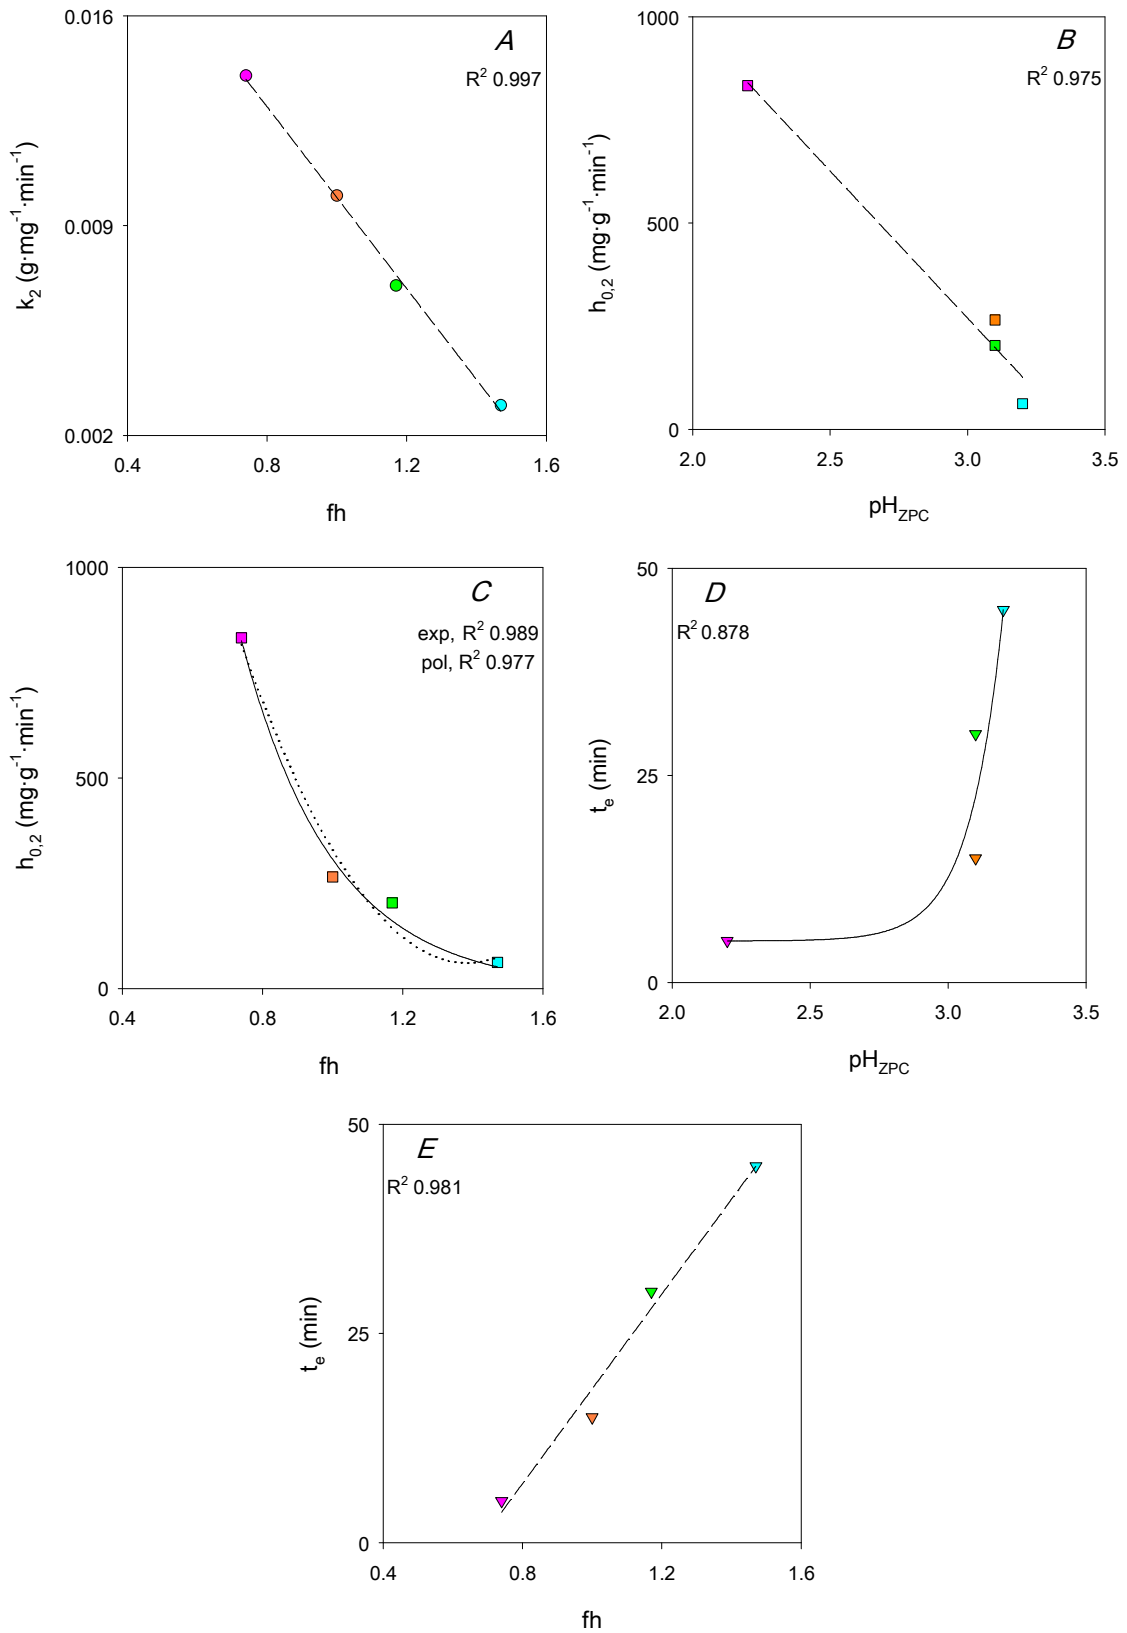 0.016
A
R² 0.997
k₂ (g·mg⁻¹·min⁻¹)
0.009
0.002
0.4 0.8 1.2 1.6
fh
1000
B
R² 0.975
h₀,₂ (mg·g⁻¹·min⁻¹)
500
0
2.0 2.5 3.0 3.5
pH_ZPC
1000
C
exp, R² 0.989
pol, R² 0.977
h₀,₂ (mg·g⁻¹·min⁻¹)
500
0
0.4 0.8 1.2 1.6
fh
50
D
R² 0.878
tₑ (min)
25
0
2.0 2.5 3.0 3.5
pH_ZPC
50
E
R² 0.981
tₑ (min)
25
0
0.4 0.8 1.2 1.6
fh